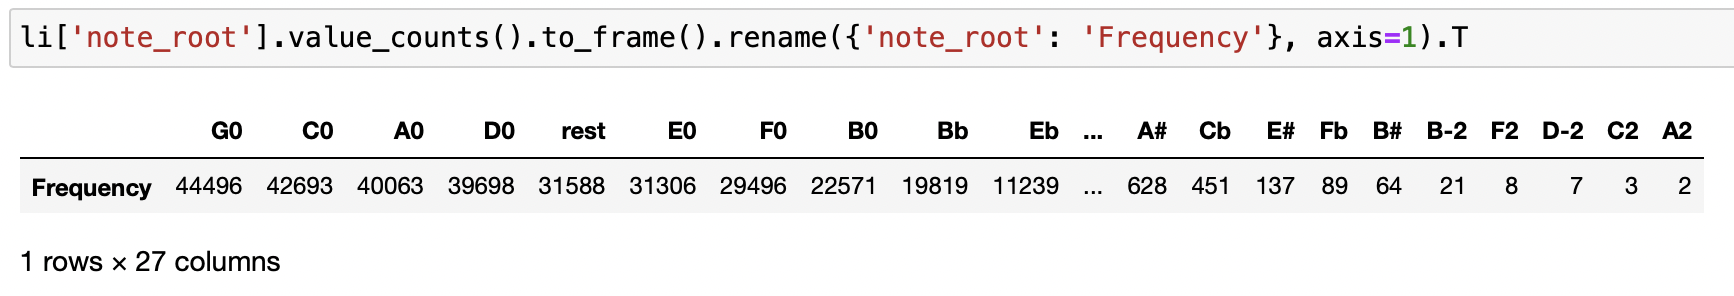 li['note_root'].value_counts().to_frame().rename({'note_root': 'Frequency'}, axis=1).T
G0 C0 A0 D0 rest E0 F0 B0 Bb Eb ... A# Cb E# Fb B# B-2 F2 D-2 C2 A2
Frequency 44496 42693 40063 39698 31588 31306 29496 22571 19819 11239 ... 628 451 137 89 64 21 8 7 3 2
1 rows × 27 columns